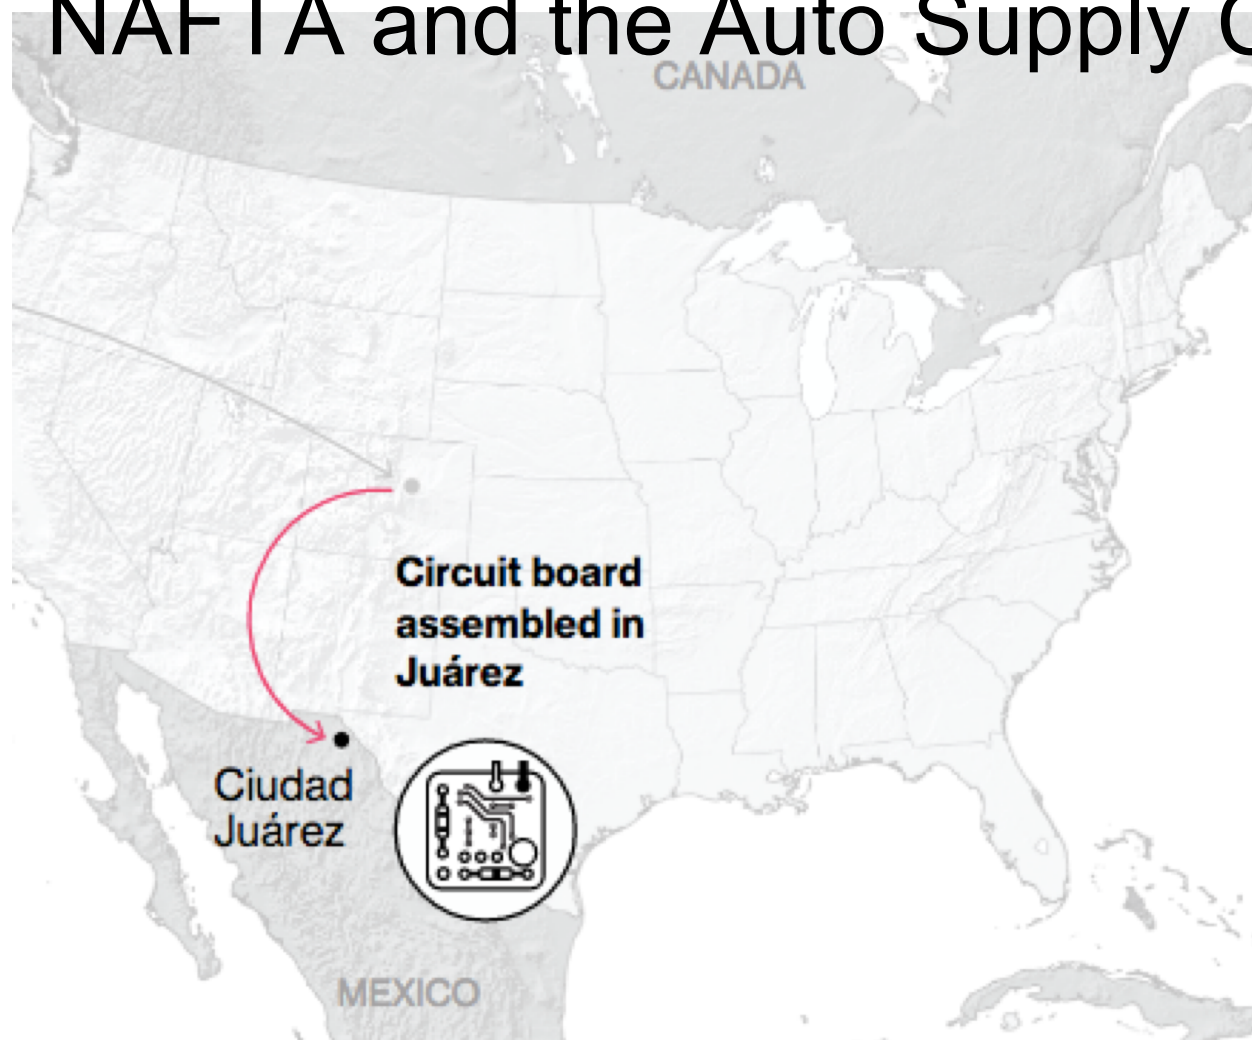 NAFTA and the Auto Supply
CANADA
Circuit board
assembled in
Juárez
Ciudad
Juárez
MEXICO